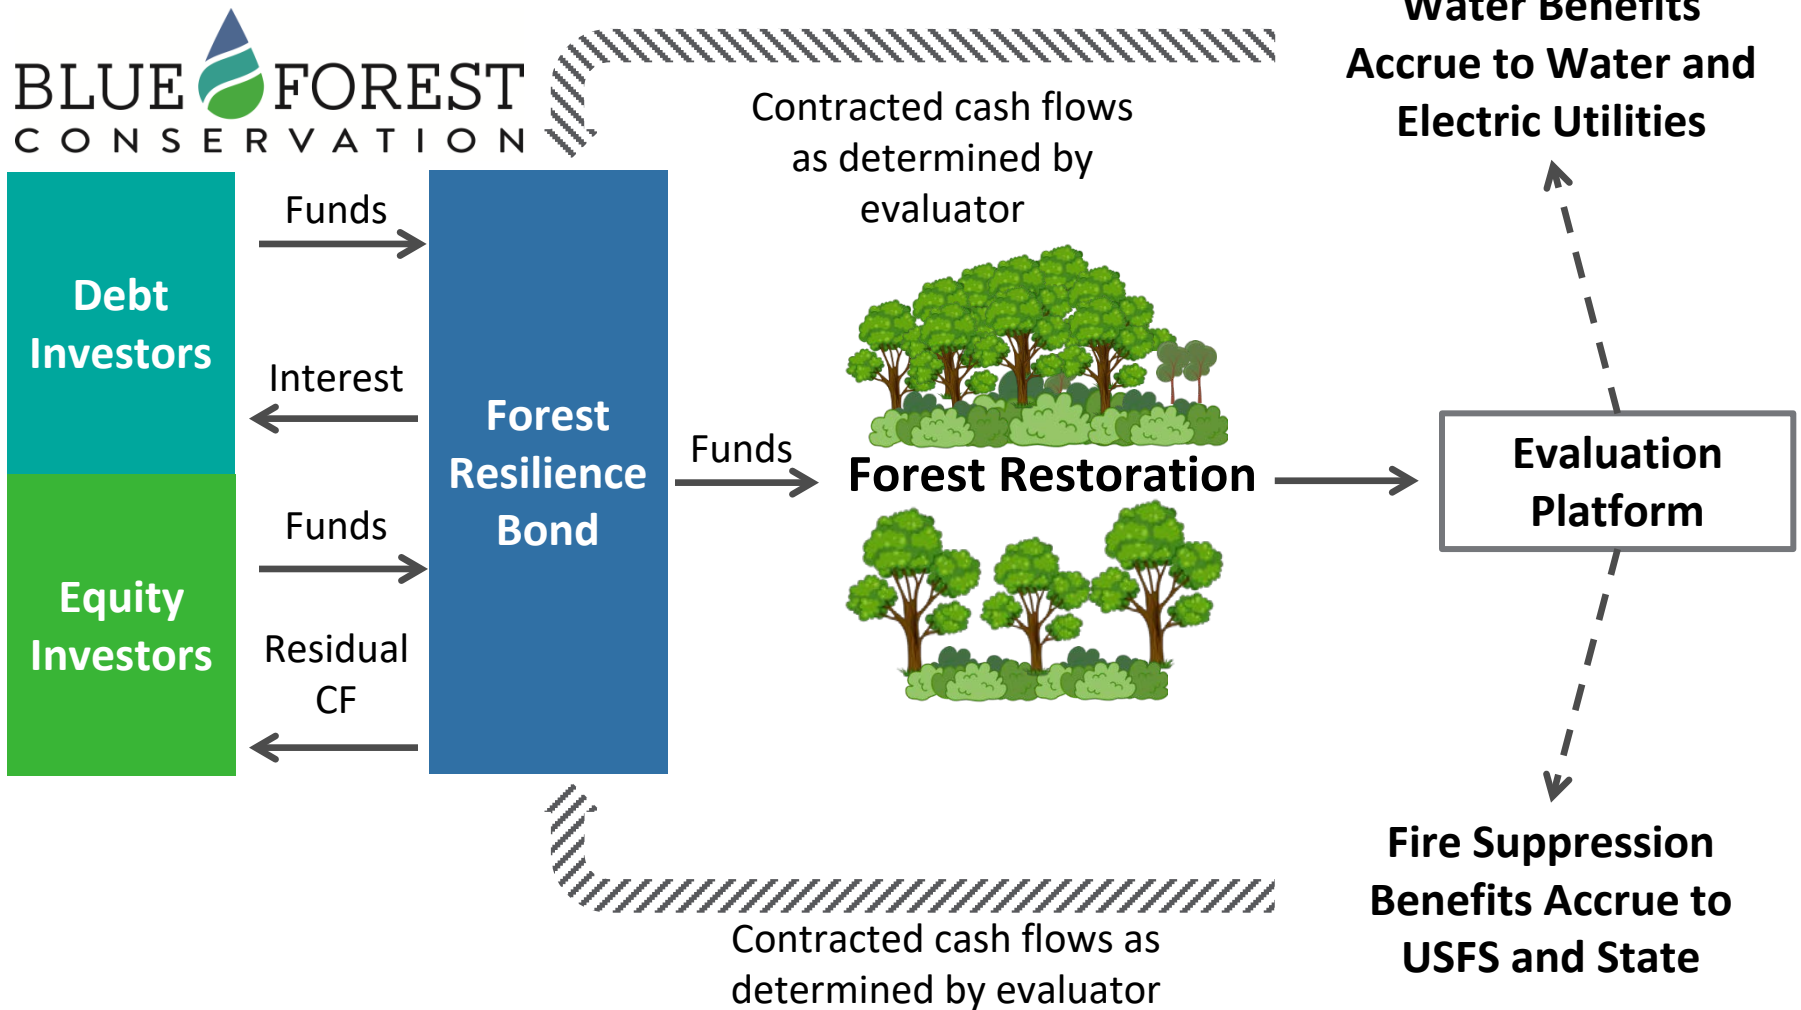 BLUE FOREST
CONSERVATION
Water Benefits
Accrue to Water and
Electric Utilities
Contracted cash flows
as determined by
evaluator
Funds
Debt
Investors
Interest
Forest
Resilience
Bond
Funds
Forest Restoration
Evaluation
Platform
Funds
Equity
Investors
Residual
CF
Fire Suppression
Benefits Accrue to
USFS and State
Contracted cash flows as
determined by evaluator